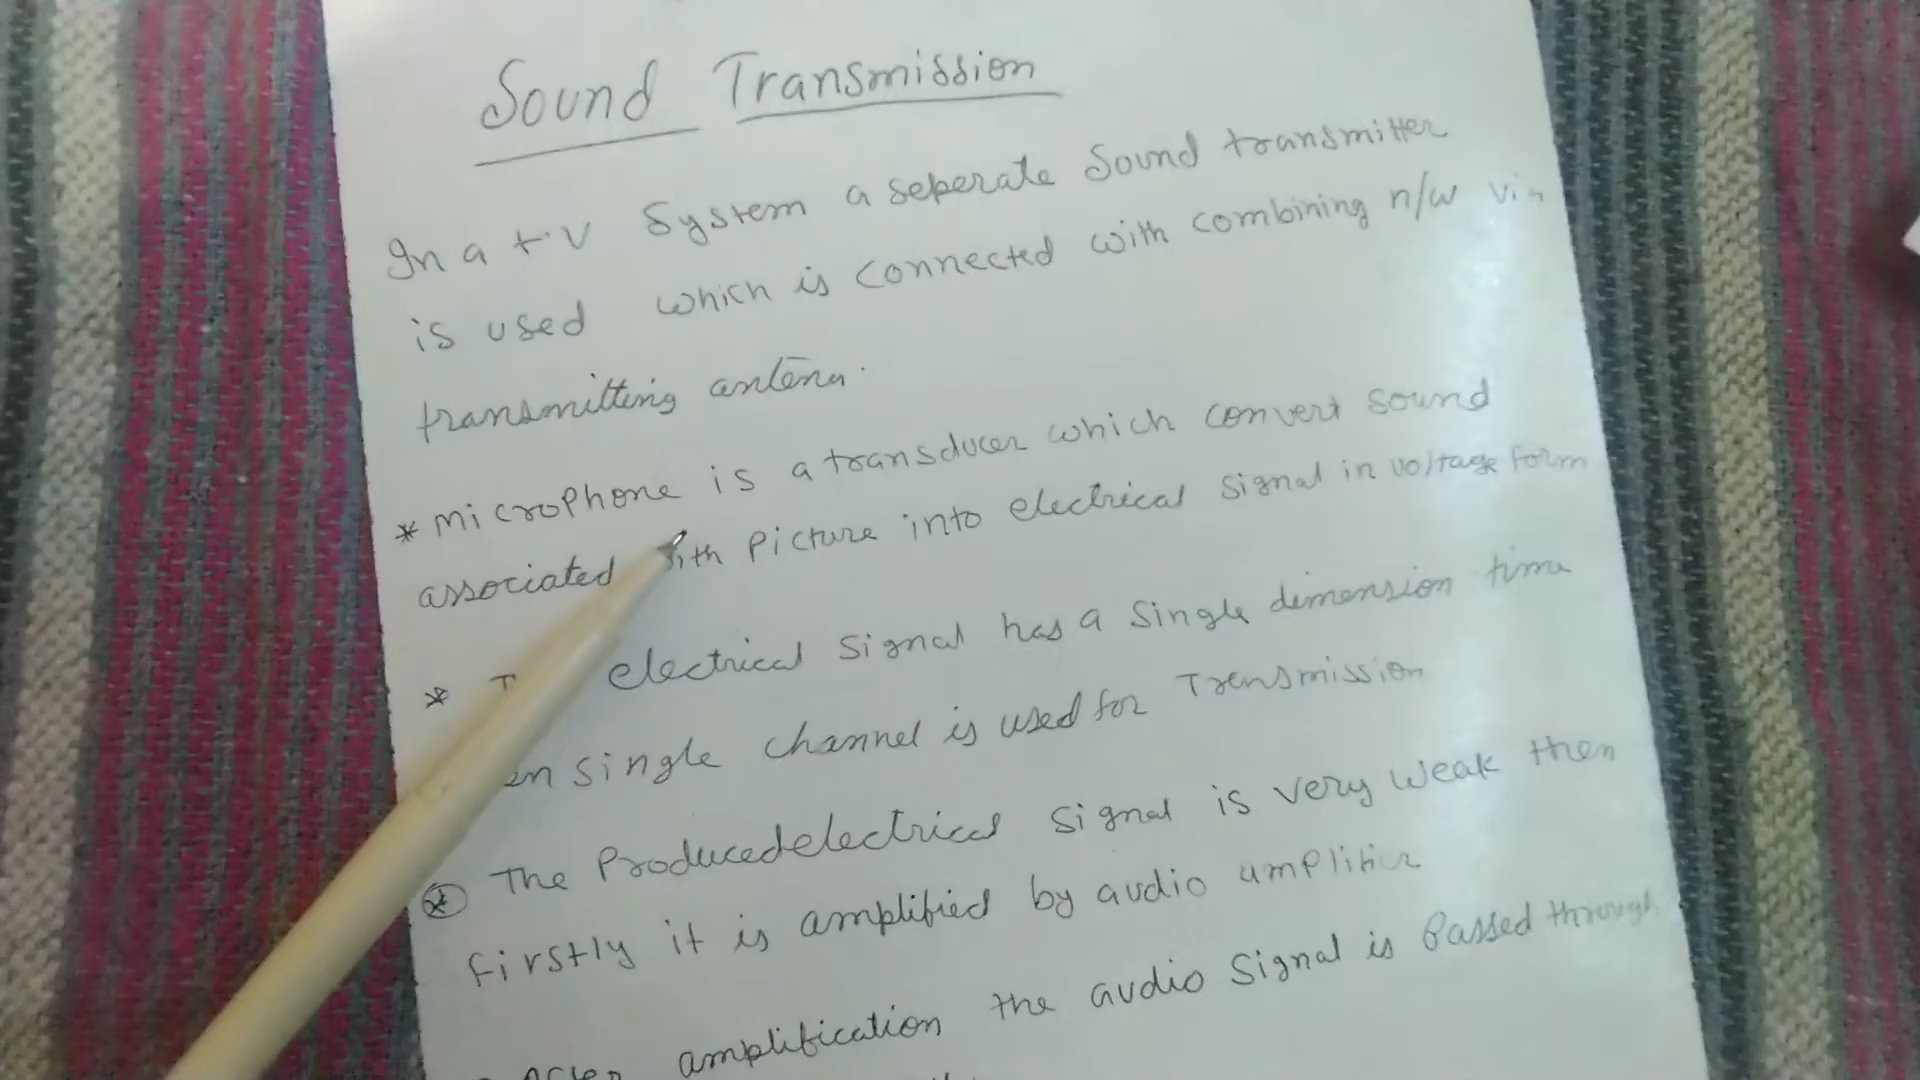 Sound Transmission
In a t.v System a seperate Sound transmitter
is used which is connected with combining n/w via
transmitting antena.
* microphone is a transducer which convert sound
associated with picture into electrical signal in voltage form
* electrical signal has a single dimension time
single channel is used for Transmission
* The Produced electrical signal is very weak then
firstly it is amplified by audio amplifier
After amplification the audio signal is Passed through